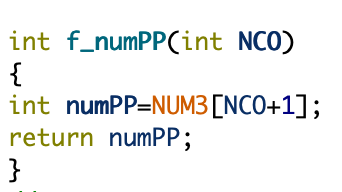 int f_numPP(int NCO)
{
int numPP=NUM3[NCO+1];
return numPP;
}